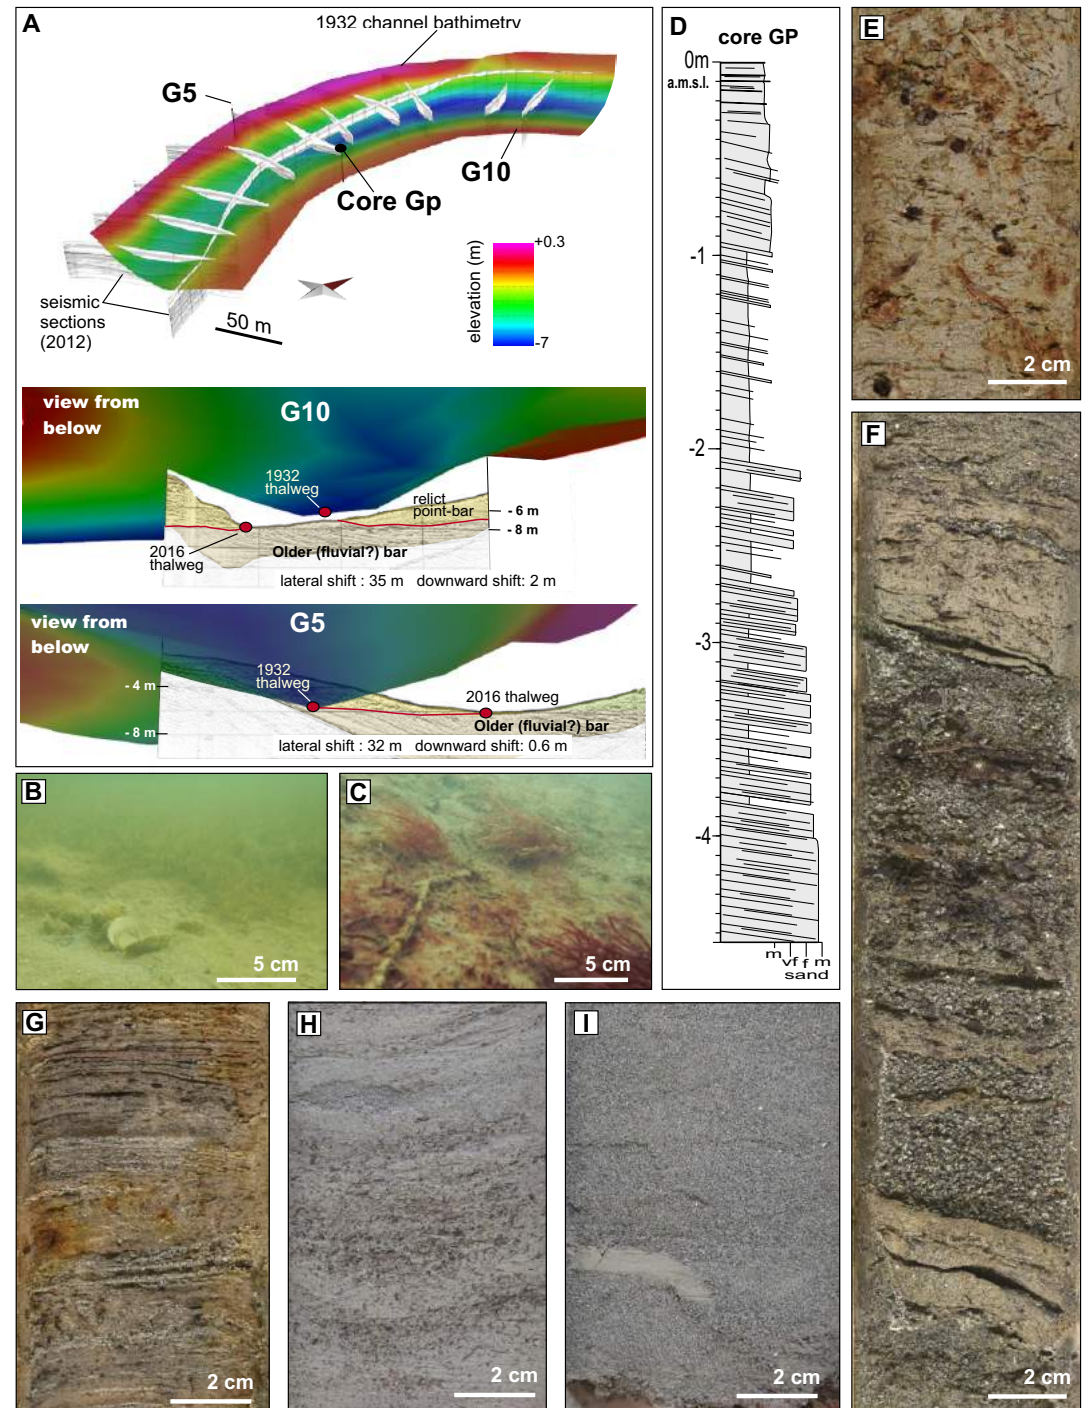 A
1932 channel bathimetry
G5
G10
Core Gp
+0.3
elevation (m)
-7
seismic
sections
(2012)
50 m
view from
below
G10
1932
thalweg
relict
point-bar
- 6 m
- 8 m
2016
thalweg
Older (fluvial?) bar
lateral shift : 35 m downward shift: 2 m
view from
below
G5
1932
thalweg
2016 thalweg
- 4 m
Older (fluvial?) bar
- 8 m
lateral shift : 32 m downward shift: 0.6 m
B
5 cm
C
5 cm
D
core GP
0m
a.m.s.l.
-1
-2
-3
-4
m vf f m
sand
E
2 cm
F
2 cm
G
2 cm
H
2 cm
I
2 cm